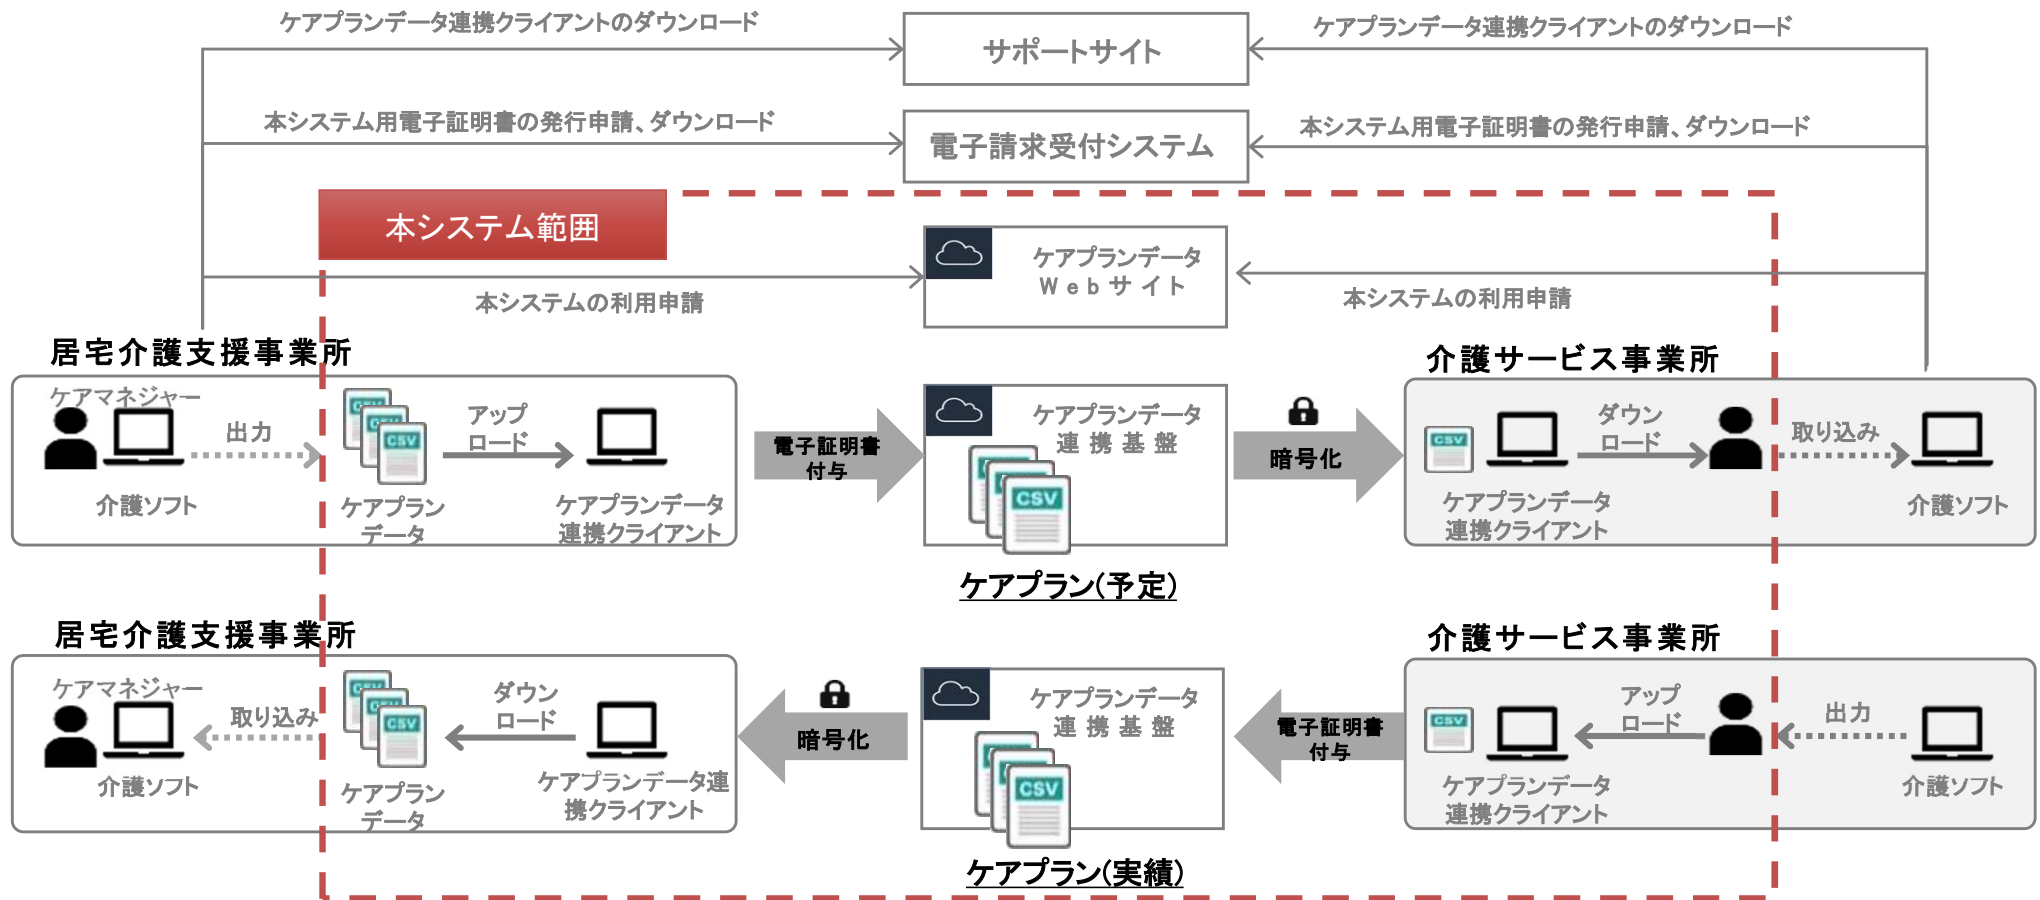 ケアプランデータ連携クライアントのダウンロード
サポートサイト
ケアプランデータ連携クライアントのダウンロード
本システム用電子証明書の発行申請、ダウンロード
電子請求受付システム
本システム用電子証明書の発行申請、ダウンロード
本システム範囲
ケアプランデータ
Webサイト
本システムの利用申請
本システムの利用申請
居宅介護支援事業所
ケアマネジャー
出力
介護ソフト
CSV
ケアプラン
データ
アップ
ロード
ケアプランデータ
連携クライアント
電子証明書
付与
ケアプランデータ
連携基盤
CSV
ケアプラン(予定)
暗号化
介護サービス事業所
CSV
ケアプランデータ
連携クライアント
ダウン
ロード
取り込み
介護ソフト
居宅介護支援事業所
ケアマネジャー
取り込み
介護ソフト
CSV
ケアプラン
データ
ダウン
ロード
ケアプランデータ連
携クライアント
暗号化
ケアプランデータ
連携基盤
CSV
ケアプラン(実績)
電子証明書
付与
介護サービス事業所
CSV
ケアプランデータ
連携クライアント
アップ
ロード
出力
介護ソフト